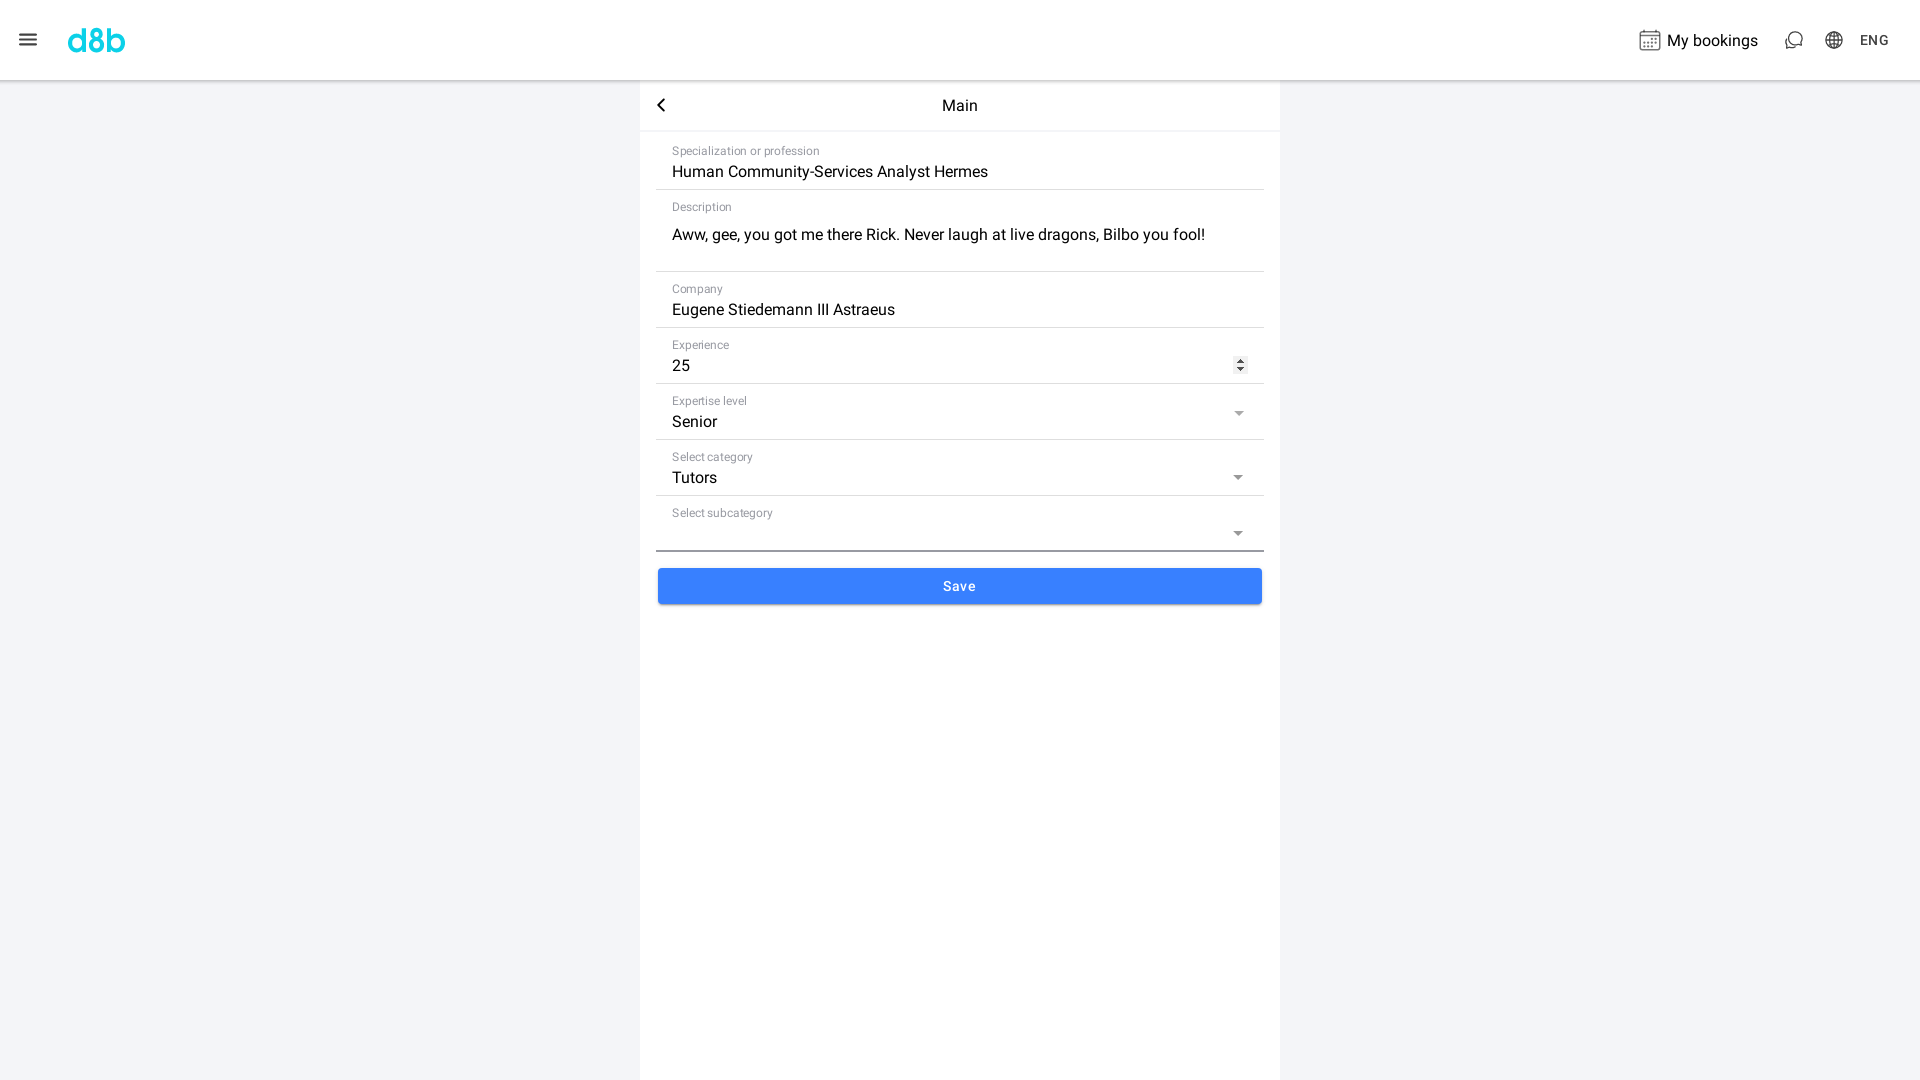 d8b
My bookings
ENG
Main
Specialization or profession
Human Community-Services Analyst Hermes
Description
Aww, gee, you got me there Rick. Never laugh at live dragons, Bilbo you fool!
Company
Eugene Stiedemann III Astraeus
Experience
25
Expertise level
Senior
Select category
Tutors
Select subcategory
Save